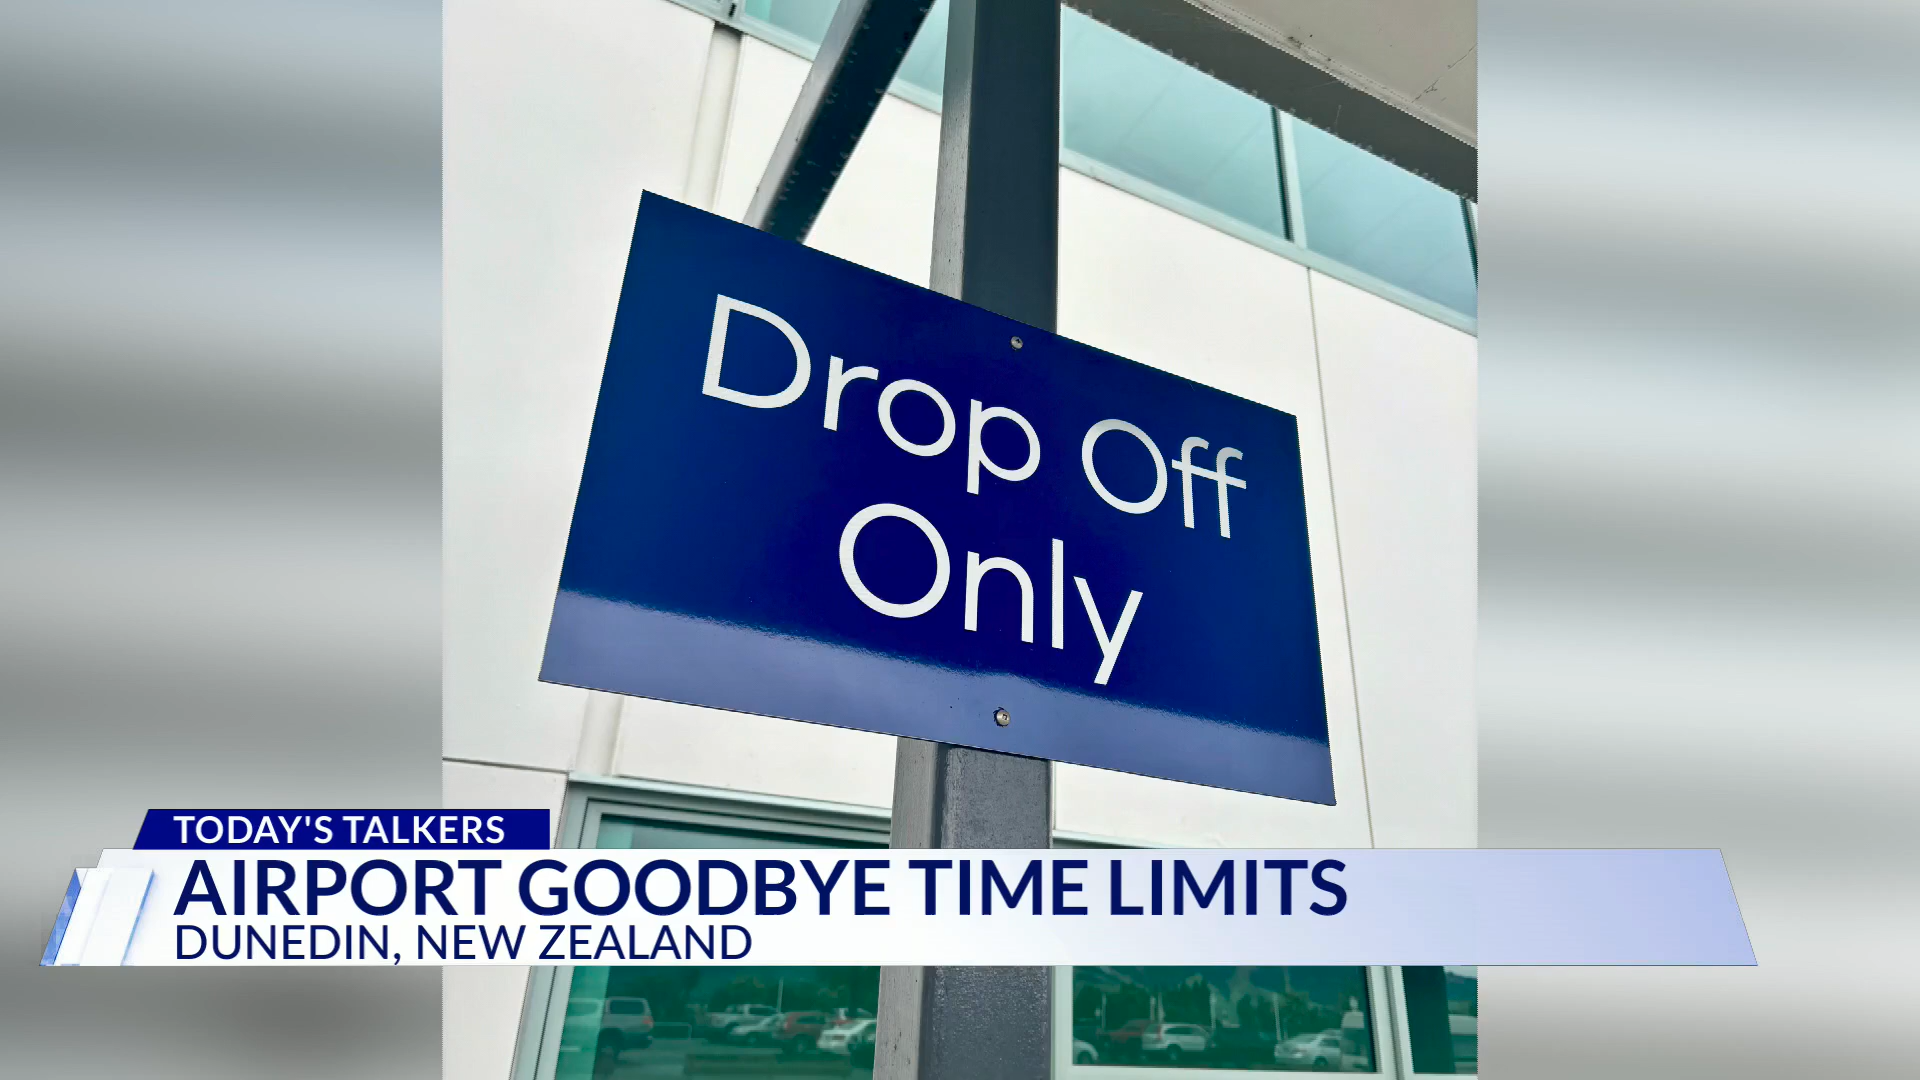 Drop Off
Only
TODAY'S TALKERS
AIRPORT GOODBYE TIME LIMITS
DUNEDIN, NEW ZEALAND